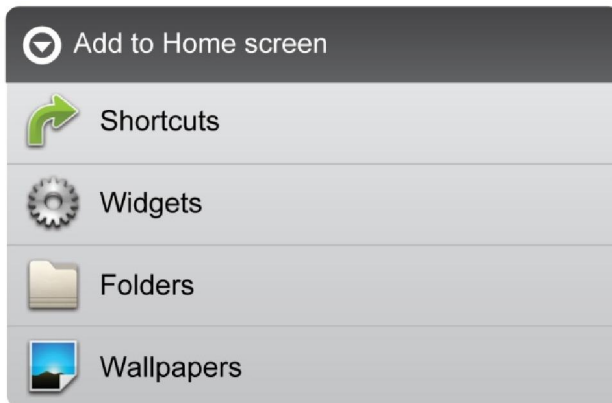 Add to Home screen
Shortcuts
Widgets
Folders
Wallpapers